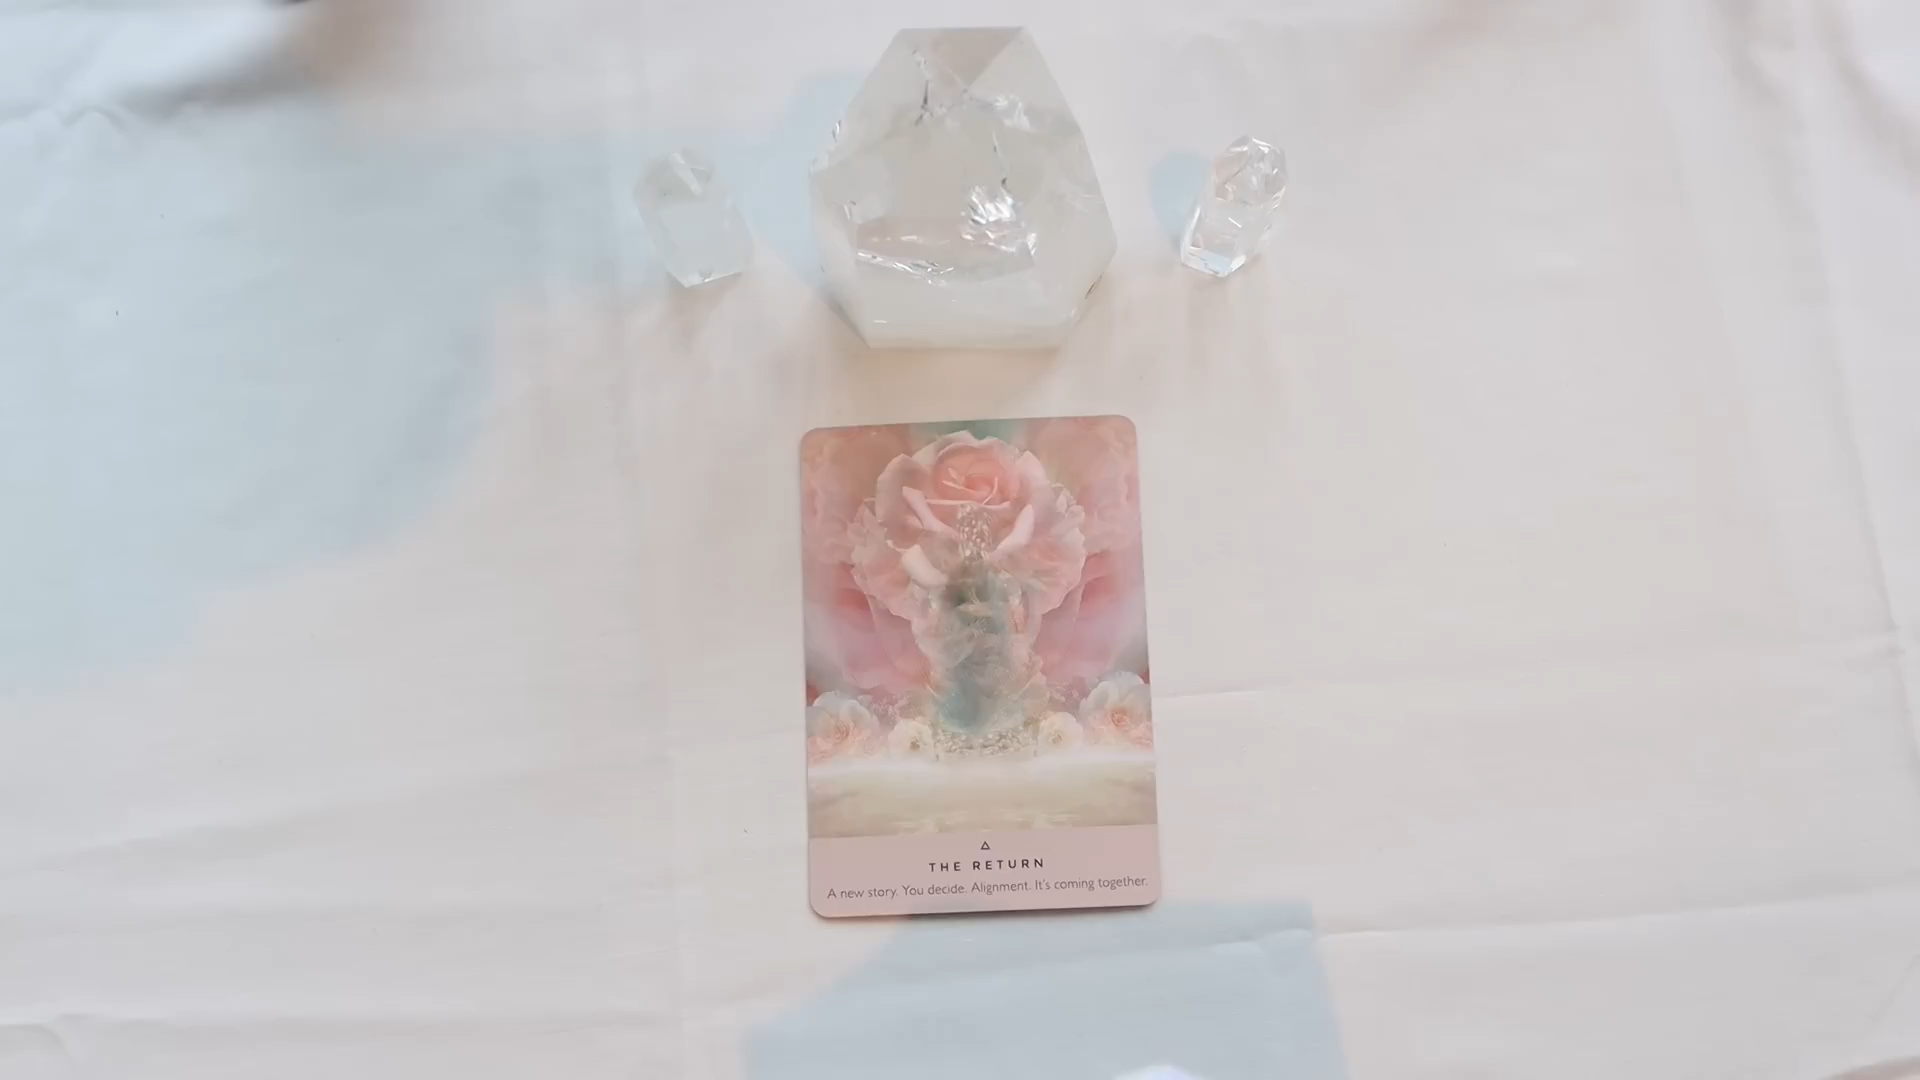 THE RETURN
A new story. You decide. Alignment. It's coming together.